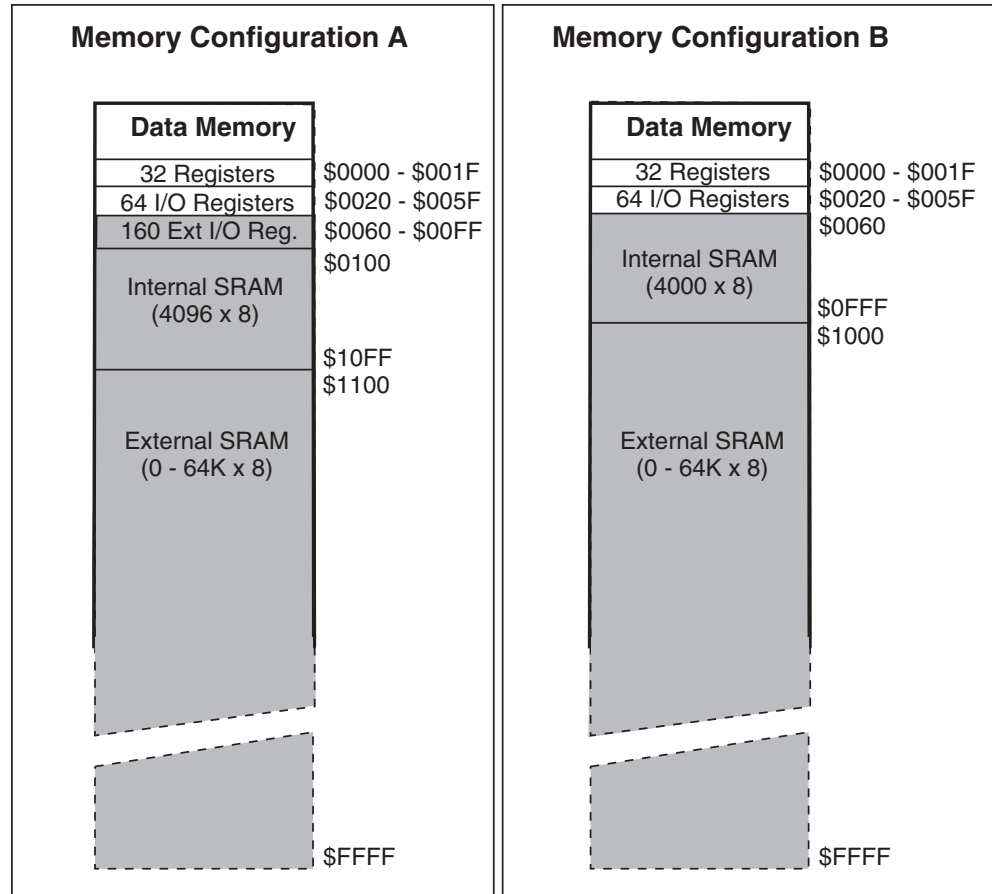 Memory Configuration A
Data Memory
32 Registers
$0000 - $001F
64 I/O Registers
$0020 - $005F
160 Ext I/O Reg.
$0060 - $00FF
$0100
Internal SRAM
(4096 x 8)
$10FF
$1100
External SRAM
(0 - 64K x 8)
$FFFF
Memory Configuration B
Data Memory
32 Registers
$0000 - $001F
64 I/O Registers
$0020 - $005F
$0060
Internal SRAM
(4000 x 8)
$0FFF
$1000
External SRAM
(0 - 64K x 8)
$FFFF